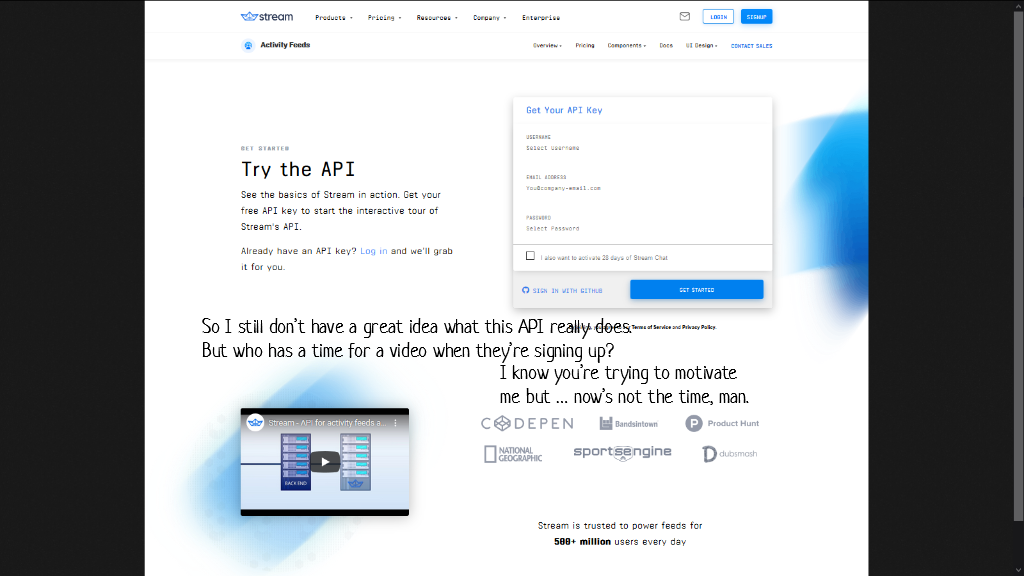 stream
Products
Pricing
Resources
Company
Enterprise
LOGIN
SIGNUP
Activity Feeds
Overview
Pricing
Components
Docs
UI Design
CONTACT SALES
GET STARTED
Try the API
See the basics of Stream in action. Get your
free API key to start the interactive tour of
Stream's API.
Already have an API key? Log in and we'll grab
it for you.
Get Your API Key
USERNAME
Select Username
EMAIL ADDRESS
You@company-email.com
PASSWORD
Select Password
I also want to activate 28 days of Stream Chat
SIGN IN WITH GITHUB
GET STARTED
Terms of Service and Privacy Policy.
So I still don't have a great idea what this API really does.
But who has a time for a video when they're signing up?
I know you're trying to motivate
me but ... now's not the time, man.
Stream - API for activity feeds a...
BACK END
CODEPEN
Bandsintown
Product Hunt
NATIONAL
GEOGRAPHIC
sportsengine
dubsmash
Stream is trusted to power feeds for
500+ million users every day